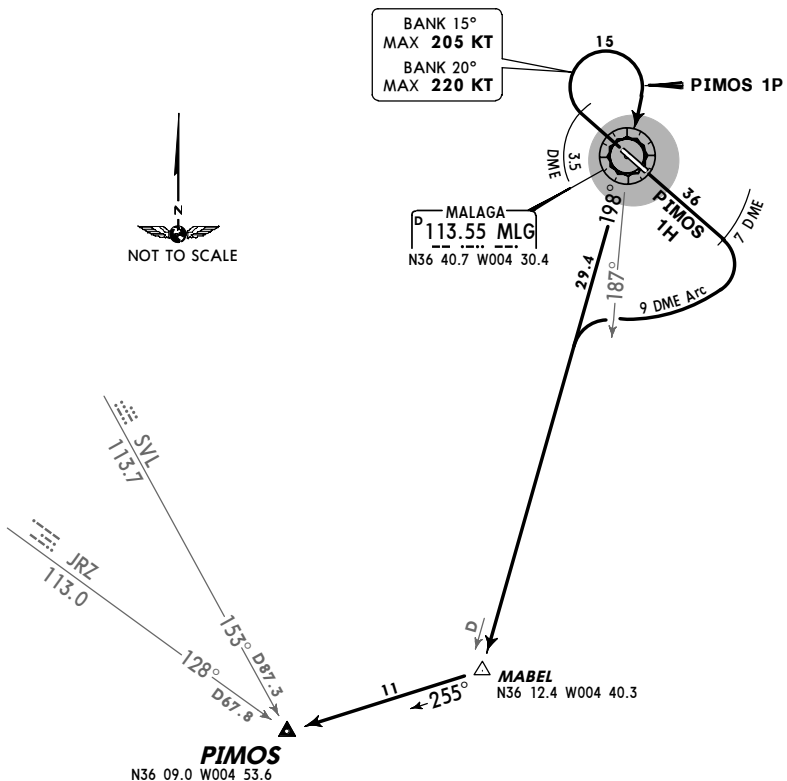 BANK 15°
MAX 205 KT
BANK 20°
MAX 220 KT
15
PIMOS 1P
3.5
DME
N
NOT TO SCALE
MALAGA
D 113.55 MLG
N36 40.7 W004 30.4
198°
36
PIMOS
1H
7 DME
29.4
187°
9 DME Arc
SVL
113.7
JRZ
113.0
153° D87.3
128°
D67.8
D
MABEL
N36 12.4 W004 40.3
11
255°
PIMOS
N36 09.0 W004 53.6